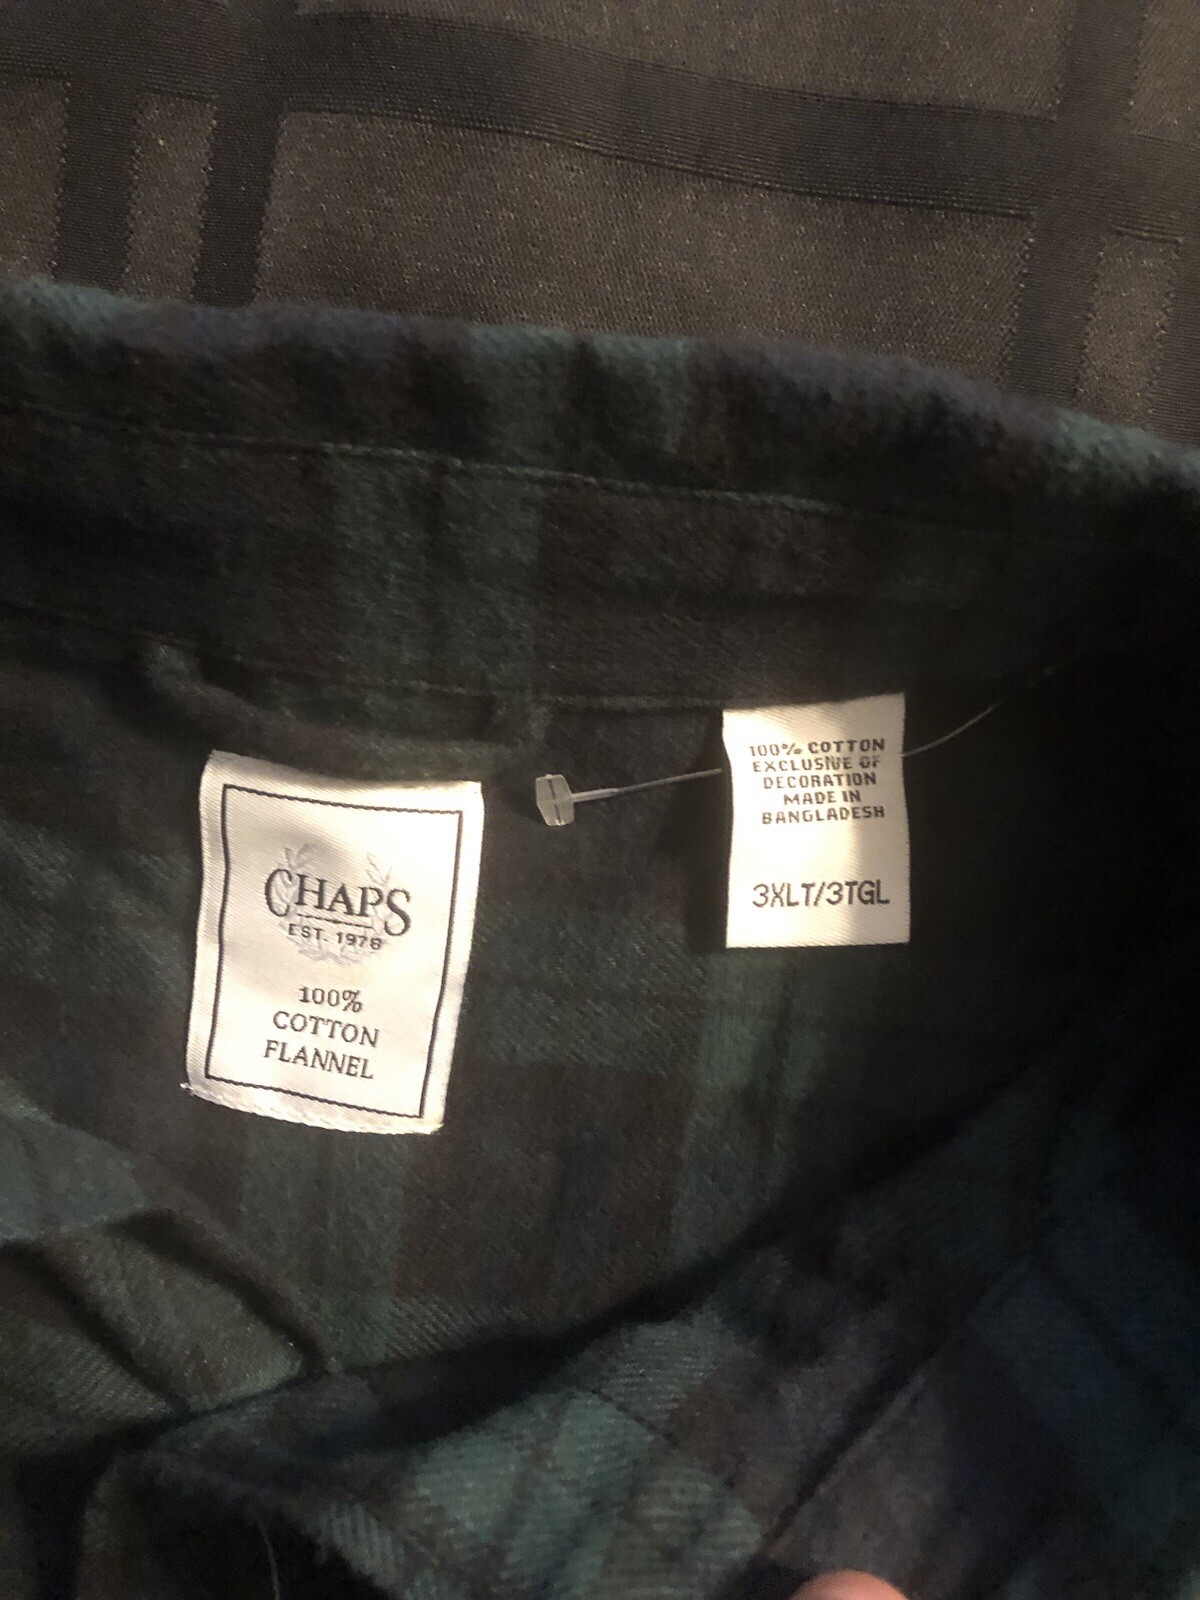 CHAPS
EST. 1978
100%
COTTON
FLANNEL
100% COTTON
EXCLUSIVE OF
DECORATION
MADE IN
BANGLADESH
3XLT/3TGL